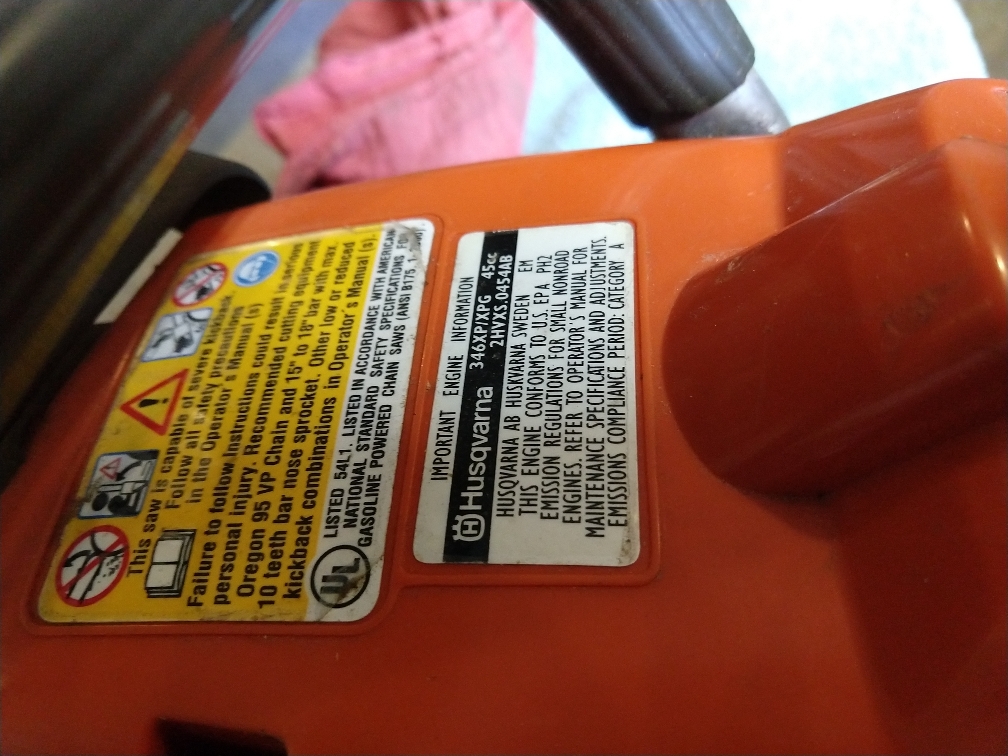 This saw is capable of severe kickback.
Follow all safety precautions
in the Operator's Manual (s)
Failure to follow instructions could result in serious
personal injury. Recommended cutting equipment
Oregon 95 VP Chain and 15" to 18" bar with max.
10 teeth bar nose sprocket. Other low or reduced
kickback combinations in Operator's Manual (s).
UL
LISTED 54L1. LISTED IN ACCORDANCE WITH AMERICAN
NATIONAL STANDARD SAFETY SPECIFICATIONS FOR
GASOLINE POWERED CHAIN SAWS (ANSI B175.1
IMPORTANT ENGINE INFORMATION
Husqvarna 346XP/XPG 45cc
2HVXS.0454AB
HUSQVARNA AB HUSKVARNA SWEDEN EM
THIS ENGINE CONFORMS TO U.S. EPA PH2
EMISSION REGULATIONS FOR SMALL NONROAD
ENGINES. REFER TO OPERATOR'S MANUAL FOR
MAINTENANCE SPECIFICATIONS AND ADJUSTMENTS.
EMISSIONS COMPLIANCE PERIOD: CATEGORY A